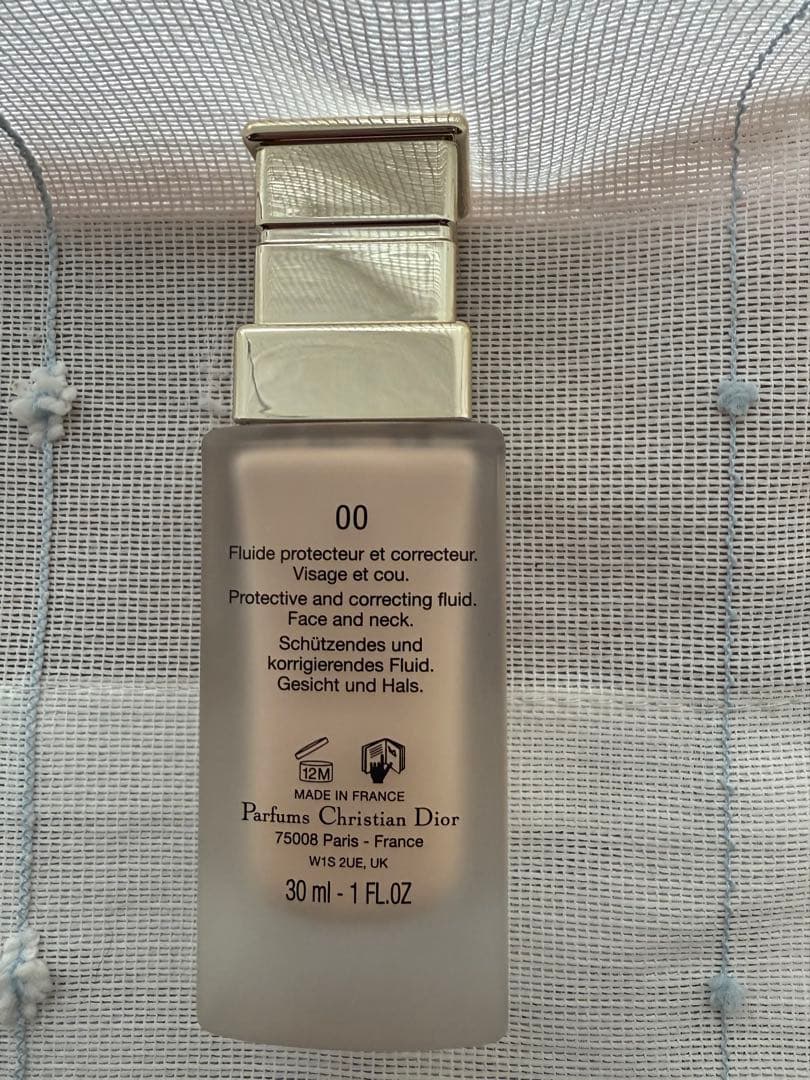 00
Fluide protecteur et correcteur.
Visage et cou.
Protective and correcting fluid.
Face and neck.
Schützendes und
korrigierendes Fluid.
Gesicht und Hals.
12M
MADE IN FRANCE
Parfums Christian Dior
75008 Paris - France
W1S 2UE, UK
30 ml - 1 FL.OZ